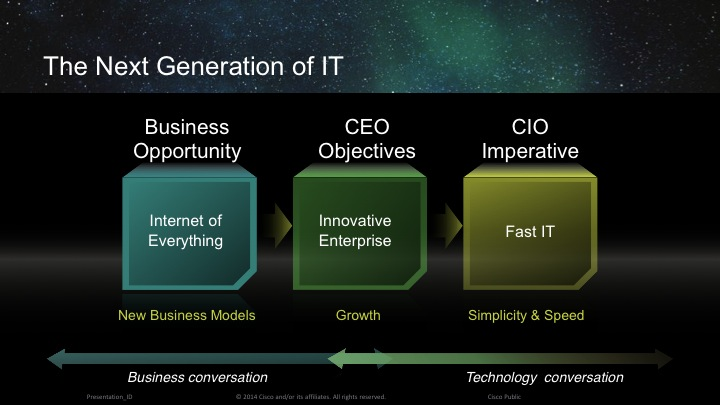 The Next Generation of IT
Business
Opportunity
CEO
Objectives
CIO
Imperative
Internet of
Everything
Innovative
Enterprise
Fast IT
New Business Models
Growth
Simplicity & Speed
Business conversation
Technology conversation
Presentation_ID
© 2014 Cisco and/or its affiliates. All rights reserved.
Cisco Public